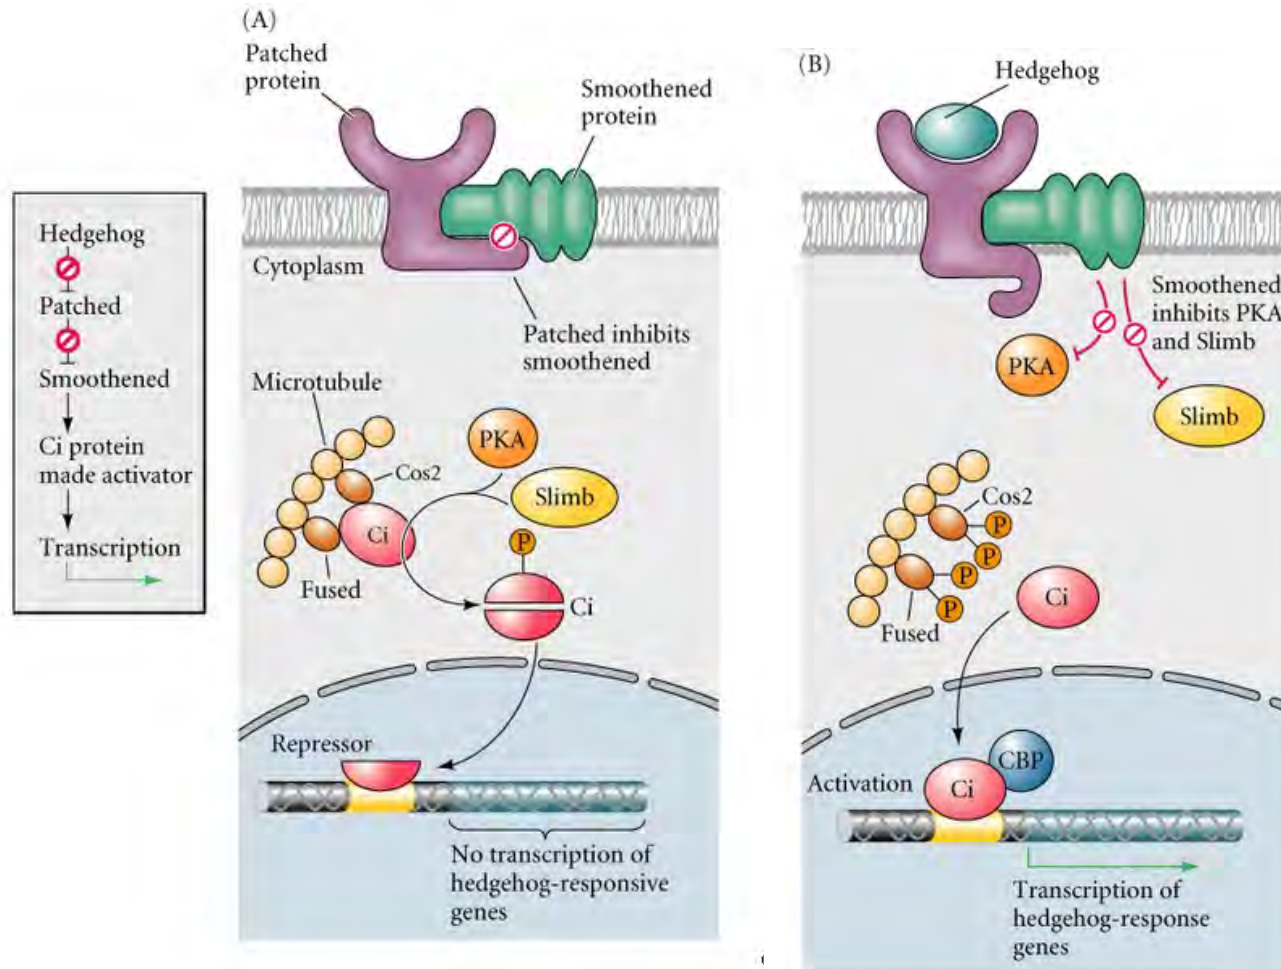 Hedgehog
Patched
Smoothened
Ci protein
made activator
Transcription
(A)
Patched
protein
Smoothened
protein
Cytoplasm
Patched inhibits
smoothened
Microtubule
PKA
Cos2
Slimb
Ci
P
Fused
Ci
Repressor
No transcription of
hedgehog-responsive
genes
(B)
Hedgehog
Smoothened
inhibits PKA
and Slimb
PKA
Slimb
Cos2
P
P
P
P
Ci
Fused
CBP
Activation
Ci
Transcription of
hedgehog-response
genes